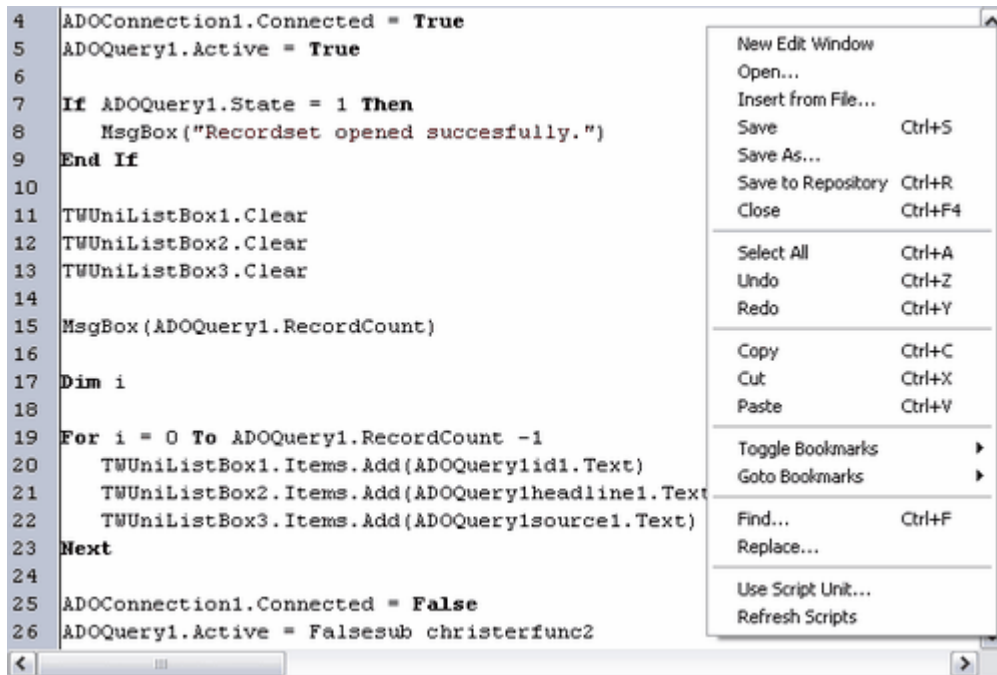 4 ADOConnection1.Connected = True
5 ADOQuery1.Active = True
6
7 If ADOQuery1.State = 1 Then
8 MsgBox("Recordset opened succesfully.")
9 End If
10
11 TWUniListBox1.Clear
12 TWUniListBox2.Clear
13 TWUniListBox3.Clear
14
15 MsgBox(ADOQuery1.RecordCount)
16
17 Dim i
18
19 For i = 0 To ADOQuery1.RecordCount -1
20 TWUniListBox1.Items.Add(ADOQuery1id1.Text)
21 TWUniListBox2.Items.Add(ADOQuery1headline1.Text
22 TWUniListBox3.Items.Add(ADOQuery1source1.Text)
23 Next
24
25 ADOConnection1.Connected = False
26 ADOQuery1.Active = Falsesub christerfunc2
New Edit Window
Open...
Insert from File...
Save Ctrl+S
Save As...
Save to Repository Ctrl+R
Close Ctrl+F4
Select All Ctrl+A
Undo Ctrl+Z
Redo Ctrl+Y
Copy Ctrl+C
Cut Ctrl+X
Paste Ctrl+V
Toggle Bookmarks
Goto Bookmarks
Find... Ctrl+F
Replace...
Use Script Unit...
Refresh Scripts